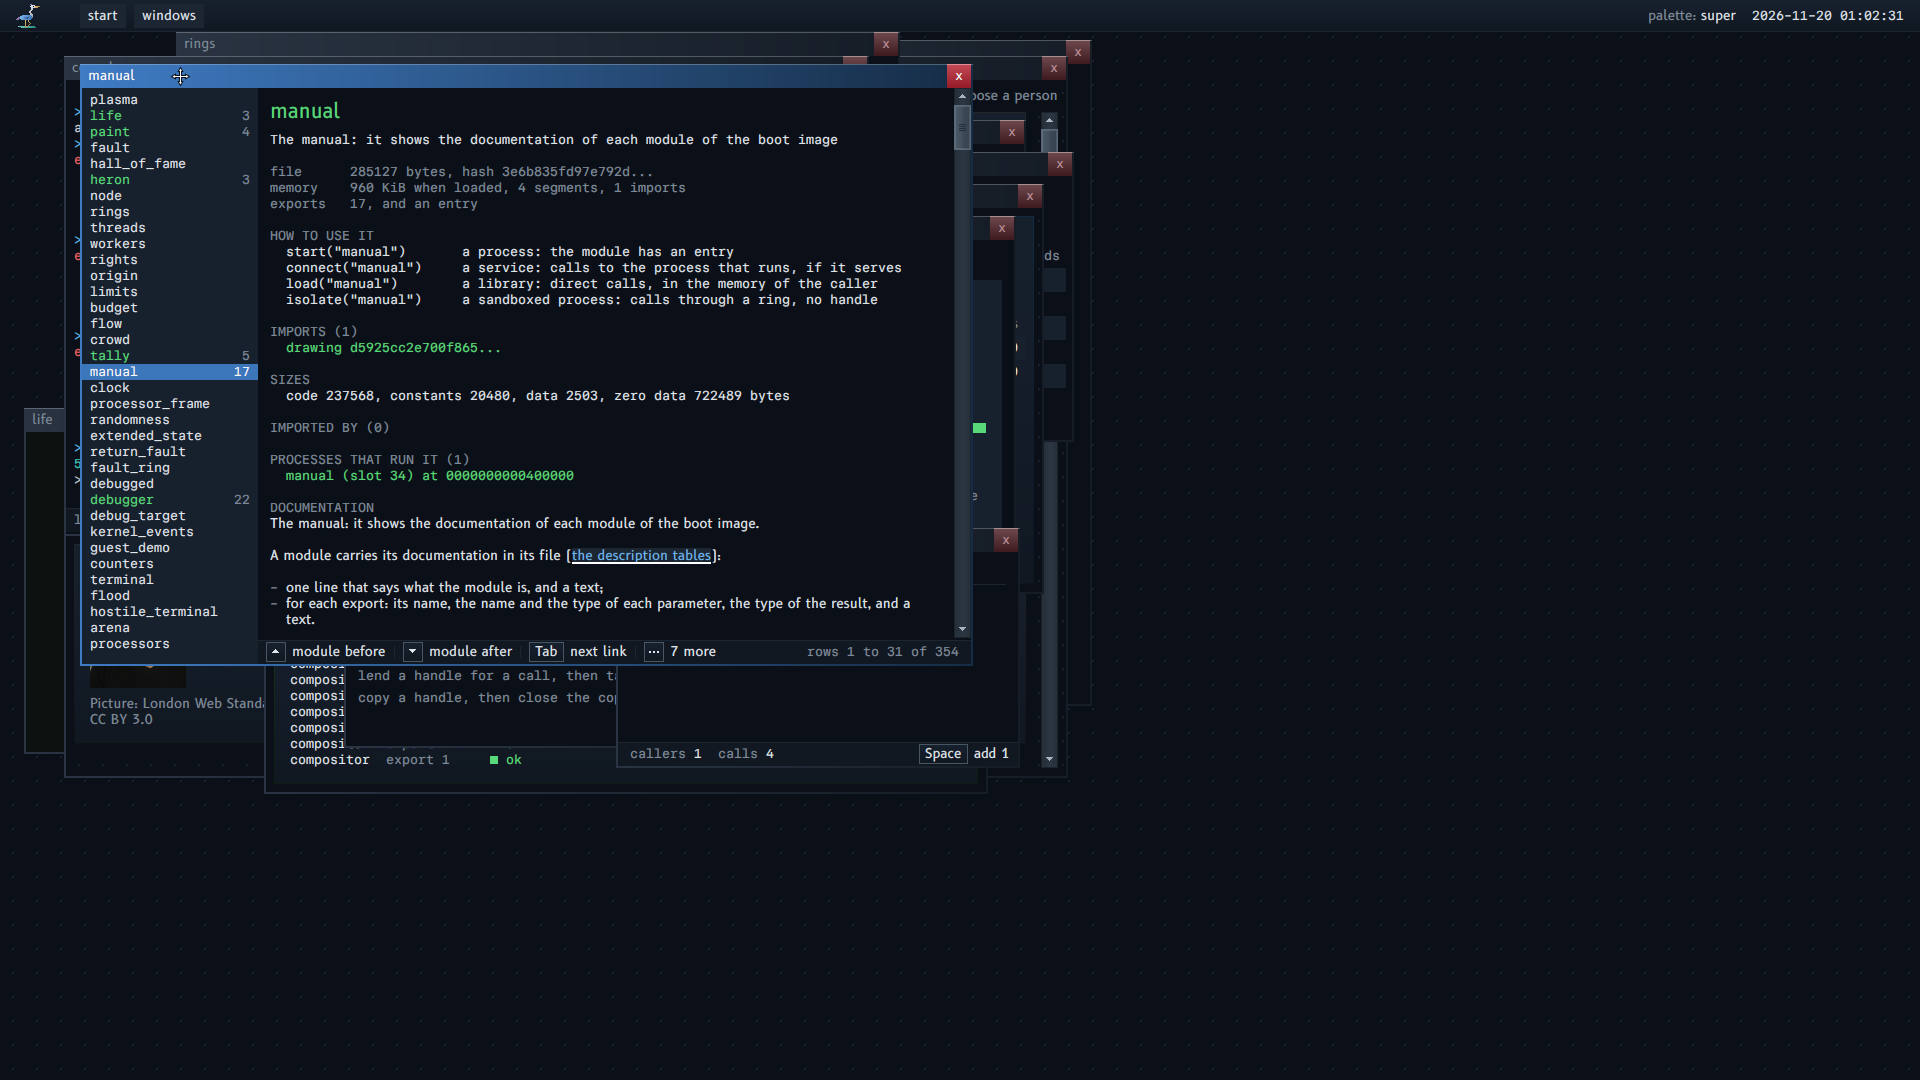 start windows palette: super 2026-11-20 01:02:31
rings x
x
x
manual x
ose a person
plasma
life 3
paint 4
fault
hall_of_fame
heron 3
node
rings
threads
workers
rights
origin
limits
budget
flow
crowd
tally 5
manual 17
clock
processor_frame
randomness
extended_state
return_fault
fault_ring
debugged
debugger 22
debug_target
kernel_events
guest_demo
counters
terminal
flood
hostile_terminal
arena
processors
manual
The manual: it shows the documentation of each module of the boot image
file 285127 bytes, hash 3e6b835fd97e792d...
memory 960 KiB when loaded, 4 segments, 1 imports
exports 17, and an entry
HOW TO USE IT
start("manual") a process: the module has an entry
connect("manual") a service: calls to the process that runs, if it serves
load("manual") a library: direct calls, in the memory of the caller
isolate("manual") a sandboxed process: calls through a ring, no handle
IMPORTS (1)
drawing d5925cc2e700f865...
SIZES
code 237568, constants 20480, data 2503, zero data 722489 bytes
IMPORTED BY (0)
PROCESSES THAT RUN IT (1)
manual (slot 34) at 0000000000400000
DOCUMENTATION
The manual: it shows the documentation of each module of the boot image.
A module carries its documentation in its file [the description tables]:
- one line that says what the module is, and a text;
- for each export: its name, the name and the type of each parameter, the type of the result, and a
text.
module before module after Tab next link ... 7 more rows 1 to 31 of 354
x
x
x
x
ds
x
life
Picture: London Web Standa
CC BY 3.0
composi
composi
composi
composi
composi
composi
compositor export 1 ok
lend a handle for a call, then ta
copy a handle, then close the cop
callers 1 calls 4 Space add 1